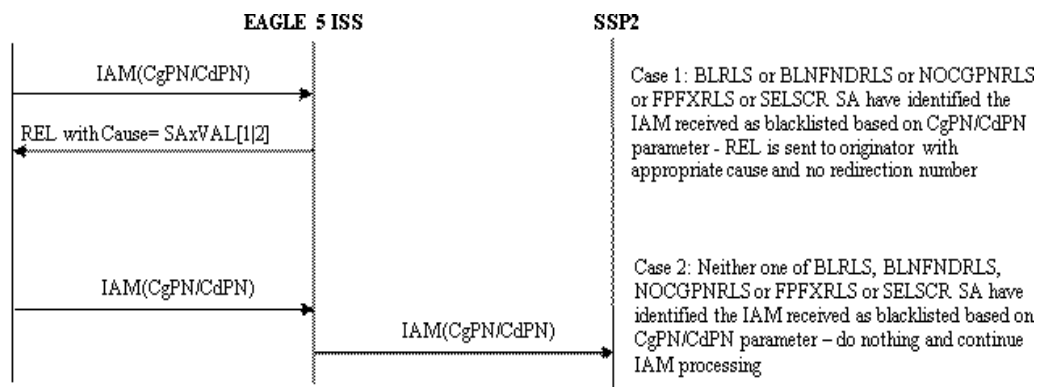 EAGLE 5 ISS
SSP2
IAM(CgPN/CdPN)
REL with Cause= SAxVAL[1|2]
Case 1: BLRLS or BLNFNDRLS or NOCGPNRLS
or FPFXRLS or SELSCR SA have identified the
IAM received as blacklisted based on CgPN/CdPN
parameter - REL is sent to originator with
appropriate cause and no redirection number
IAM(CgPN/CdPN)
IAM(CgPN/CdPN)
Case 2: Neither one of BLRLS, BLNFNDRLS,
NOCGPNRLS or FPFXRLS or SELSCR SA have
identified the IAM received as blacklisted based on
CgPN/CdPN parameter – do nothing and continue
IAM processing